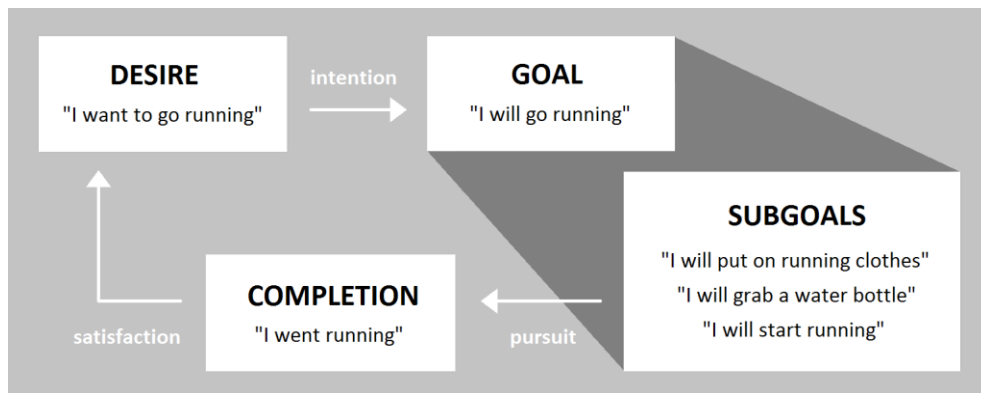 DESIRE
"I want to go running"
intention
GOAL
"I will go running"
SUBGOALS
"I will put on running clothes"
"I will grab a water bottle"
"I will start running"
pursuit
COMPLETION
"I went running"
satisfaction